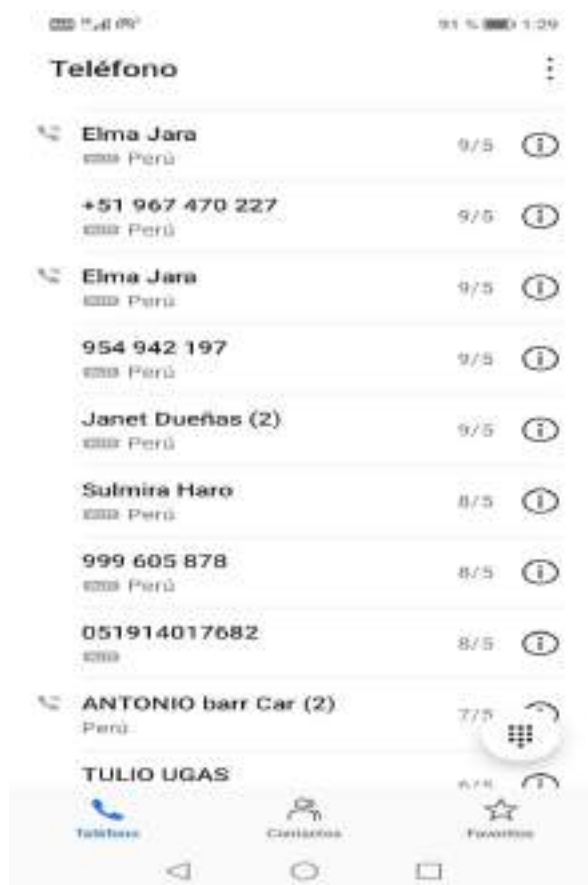 91 % 1:29
Teléfono
Elma Jara
Perú
9/5
+51 967 470 227
Perú
9/5
Elma Jara
Perú
9/5
954 942 197
Perú
9/5
Janet Dueñas (2)
Perú
9/5
Sulmira Haro
Perú
8/5
999 605 878
Perú
8/5
051914017682
8/5
ANTONIO barr Car (2)
Perú
7/5
TULIO UGAS
6/5
Teléfono
Contactos
Favoritos